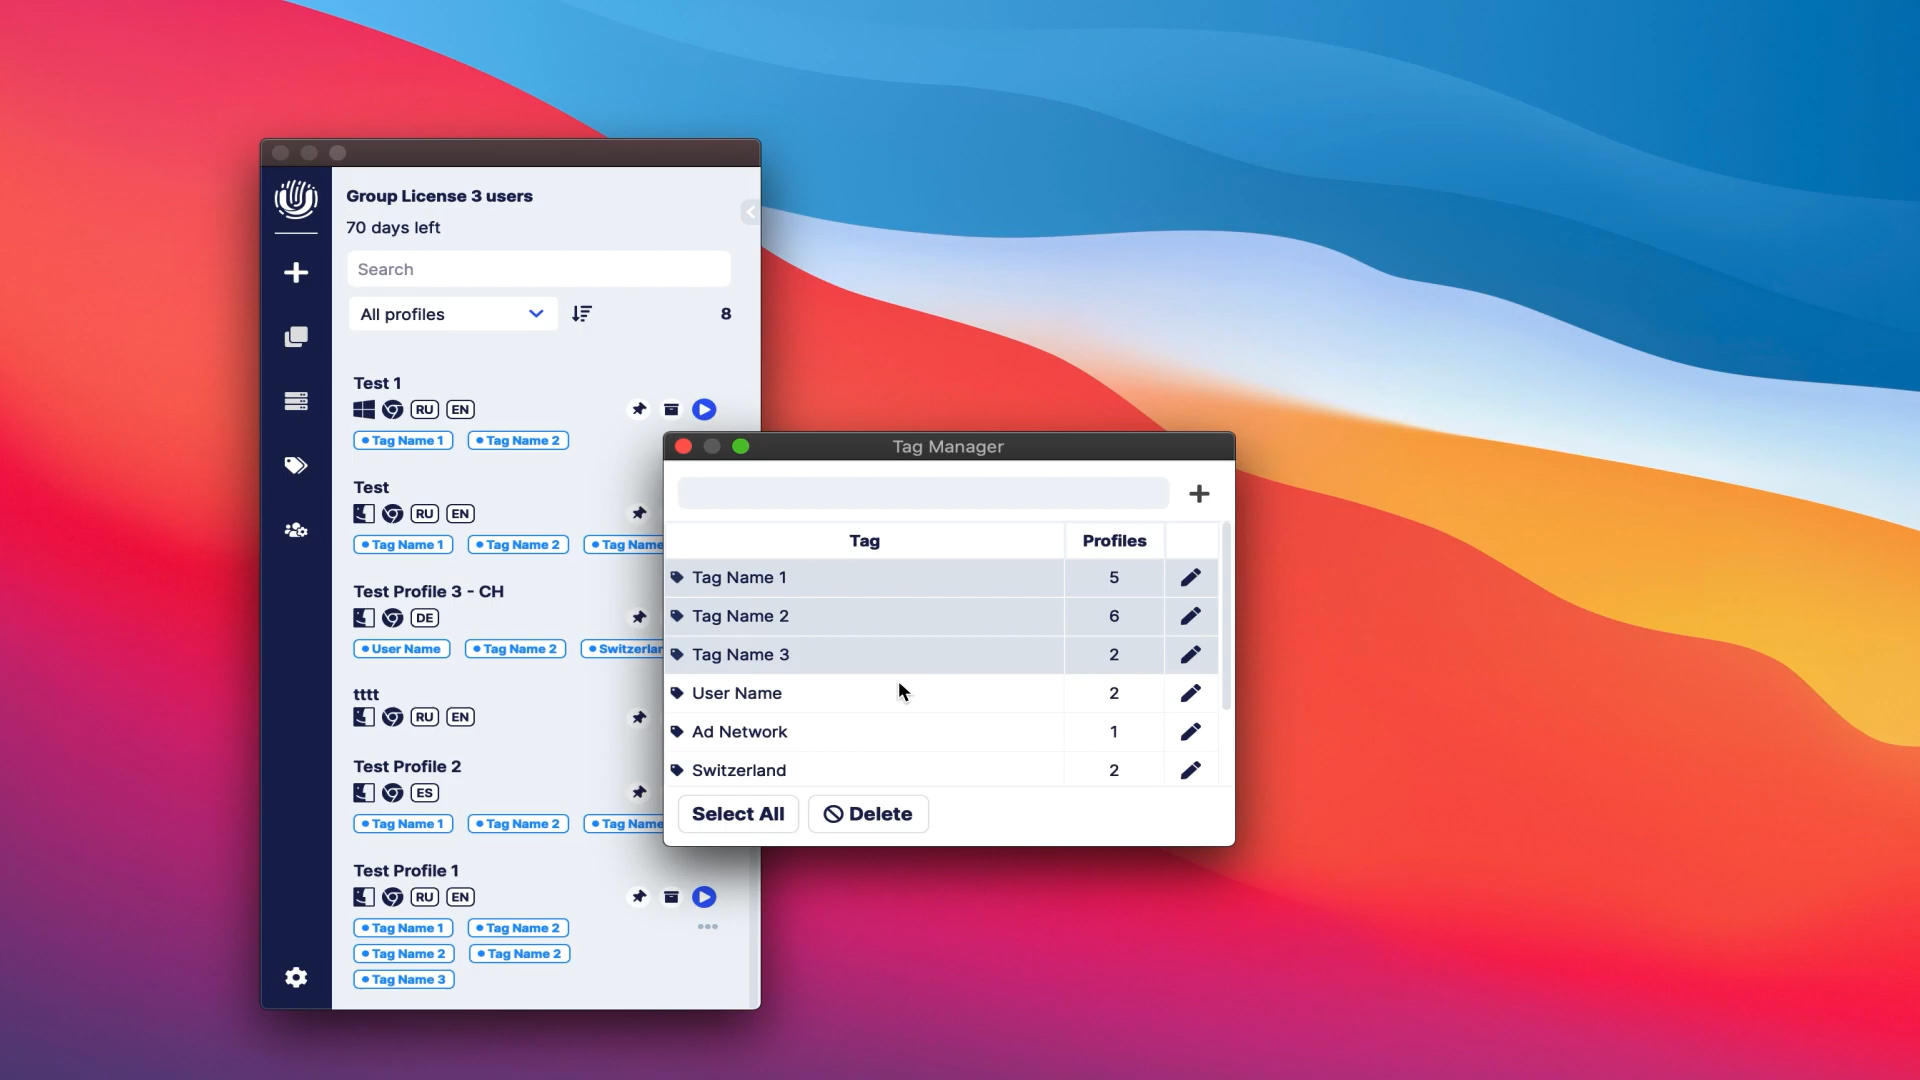 Group License 3 users
70 days left
Search
All profiles 8
Test 1
RU EN
Tag Name 1 Tag Name 2
Test
RU EN
Tag Name 1 Tag Name 2 Tag Name
Test Profile 3 - CH
DE
User Name Tag Name 2 Switzerlan
tttt
RU EN
Test Profile 2
ES
Tag Name 1 Tag Name 2 Tag Name
Test Profile 1
RU EN
Tag Name 1 Tag Name 2
Tag Name 2 Tag Name 2
Tag Name 3
Tag Manager
Tag Profiles
Tag Name 1 5
Tag Name 2 6
Tag Name 3 2
User Name 2
Ad Network 1
Switzerland 2
Select All Delete